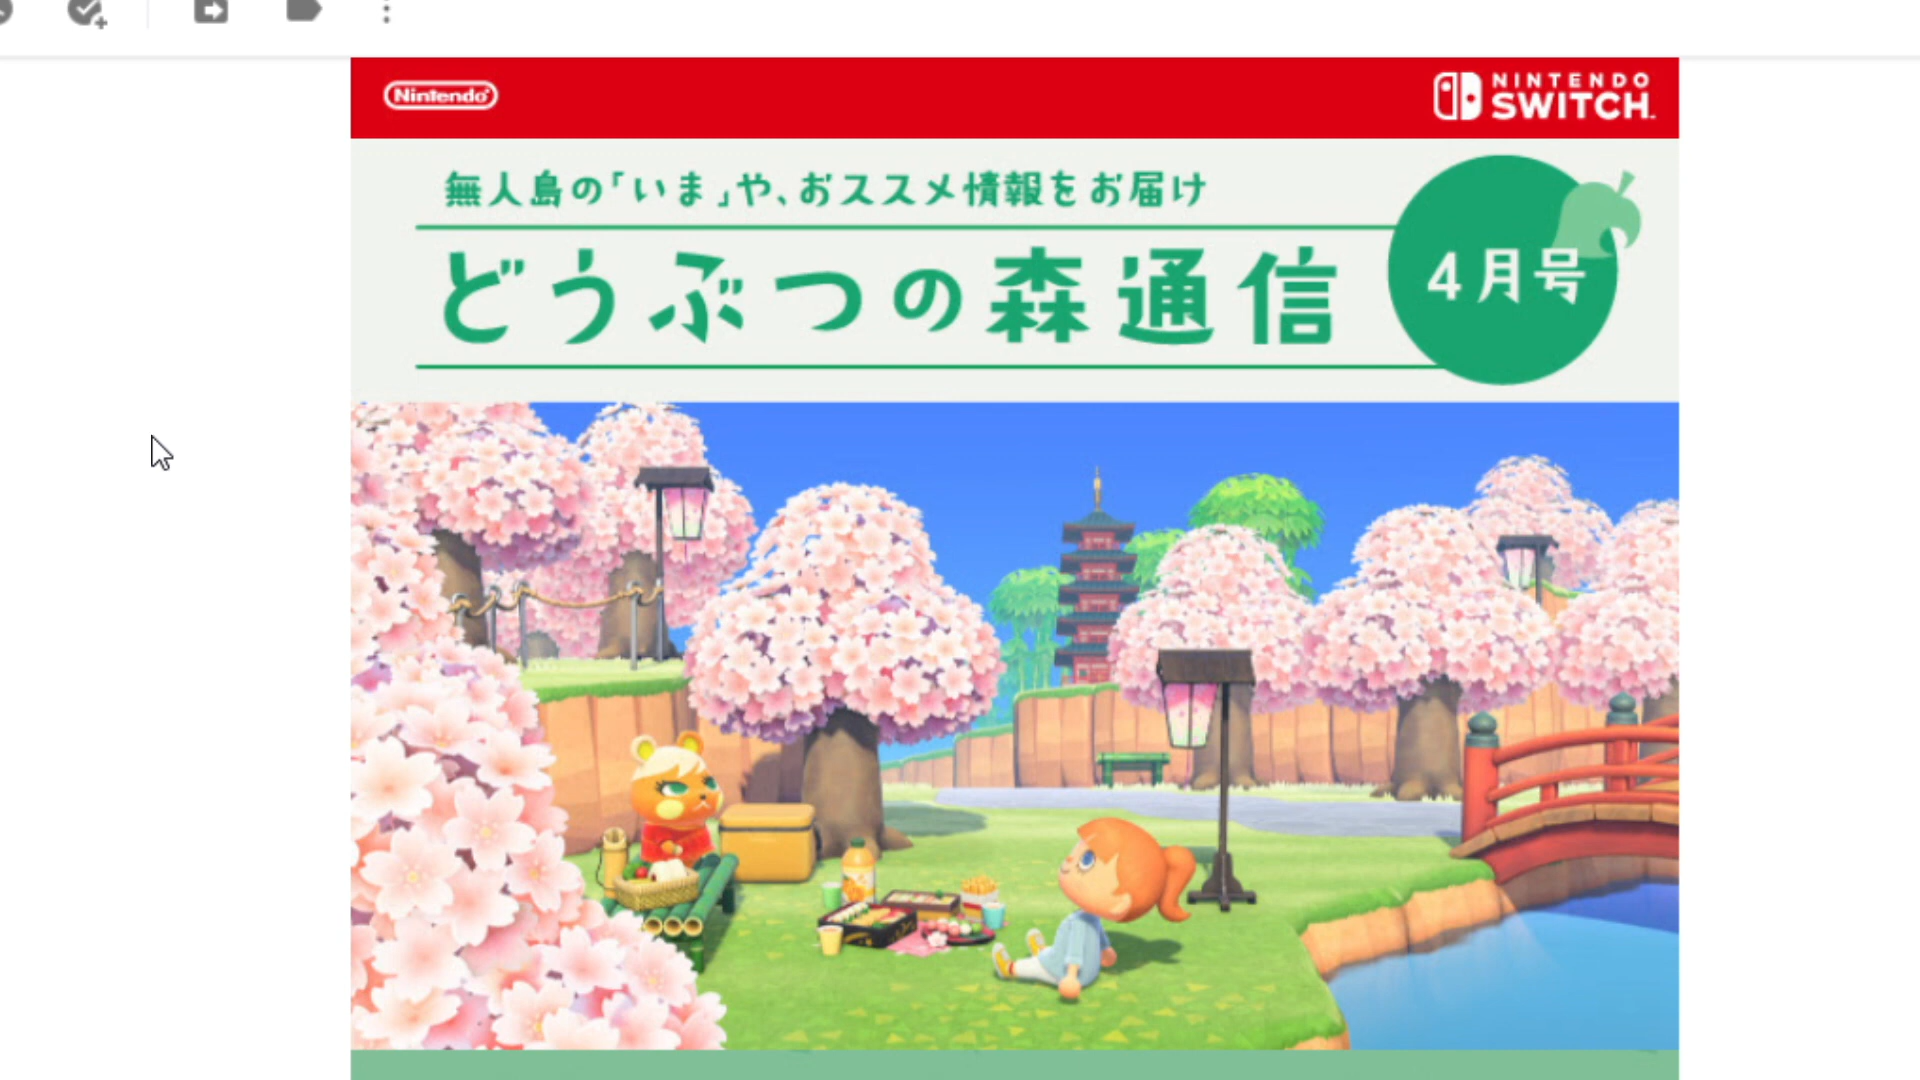 Nintendo
NINTENDO
SWITCH
無人島の「いま」や、おススメ情報をお届け
どうぶつの森通信
4月号